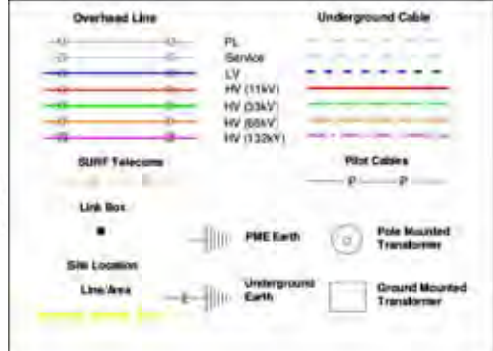 Overhead Line
Underground Cable
PL
Service
LV
HV (11kV)
HV (33kV)
HV (66kV)
HV (132kV)
SURF Telecoms
Pilot Cables
P P
Link Box
PME Earth
Pole Mounted
Transformer
Site Location
Line/Area
E
Underground
Earth
Ground Mounted
Transformer